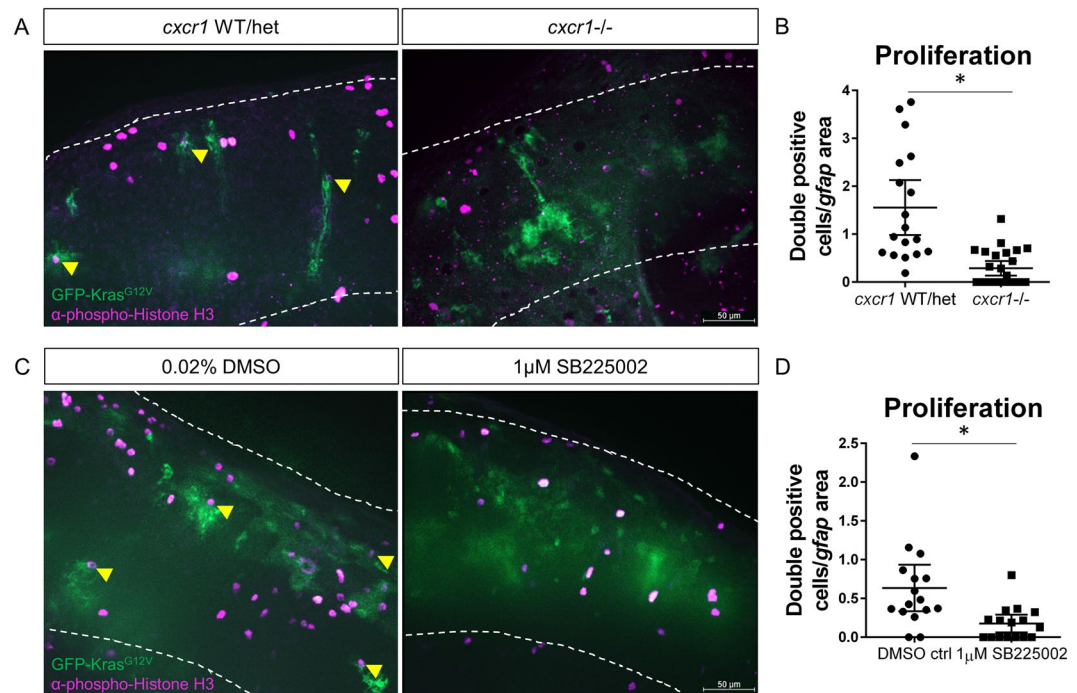 A
cxcr1 WT/het
cxcr1-/-
GFP-KrasG12V
α-phospho-Histone H3
50 µm
B
Proliferation
*
Double positive
cells/gfap area
4
3
2
1
0
cxcr1 WT/het
cxcr1-/-
C
0.02% DMSO
1µM SB225002
GFP-KrasG12V
α-phospho-Histone H3
50 µm
D
Proliferation
*
Double positive
cells/gfap area
2.5
2.0
1.5
1.0
0.5
0.0
DMSO ctrl 1µM SB225002